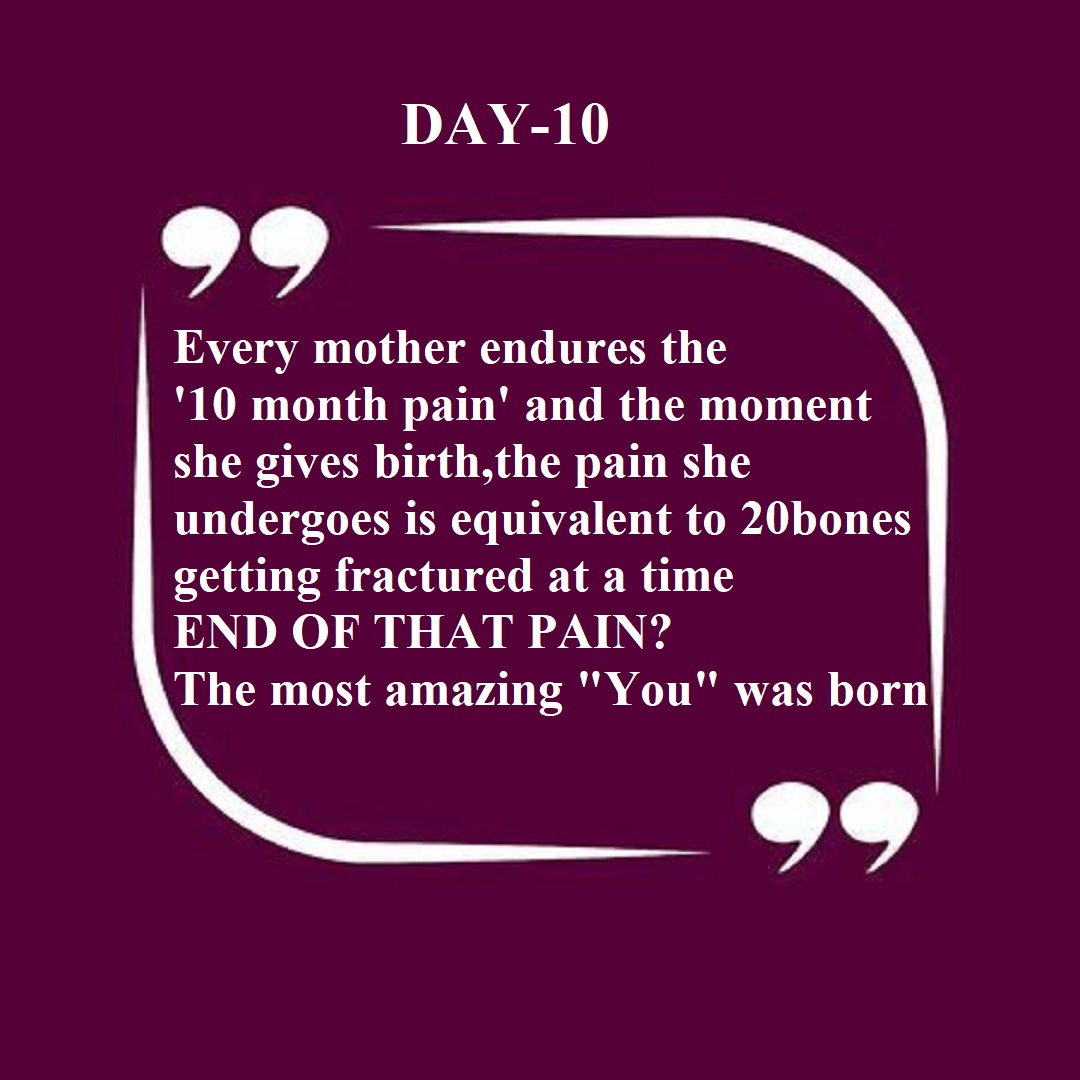 DAY-10
Every mother endures the
'10 month pain' and the moment
she gives birth,the pain she
undergoes is equivalent to 20bones
getting fractured at a time
END OF THAT PAIN?
The most amazing "You" was born